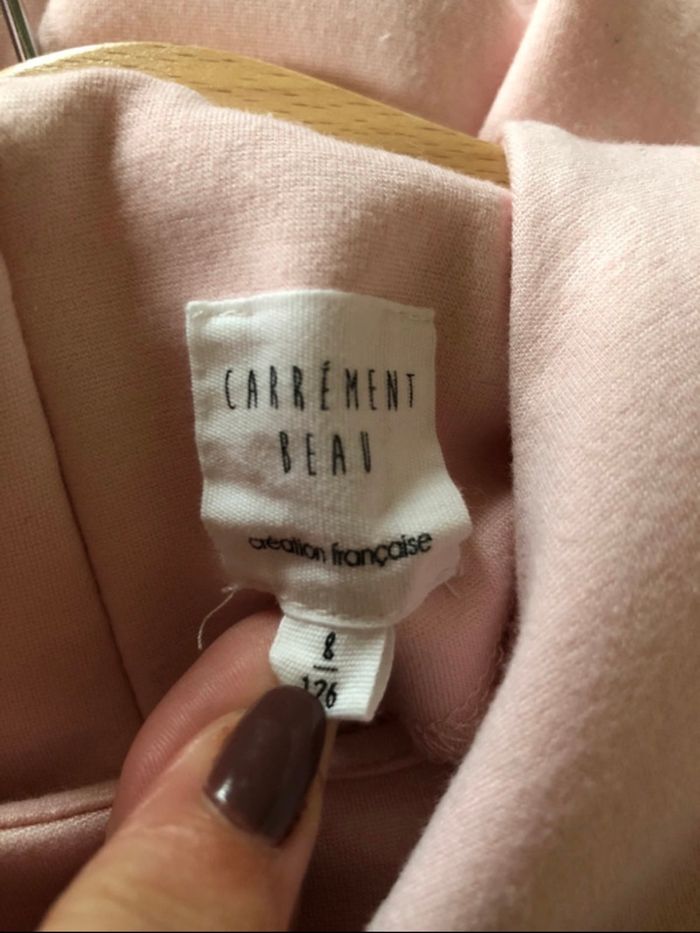 CARRÉMENT
BEAU
création française
8
126